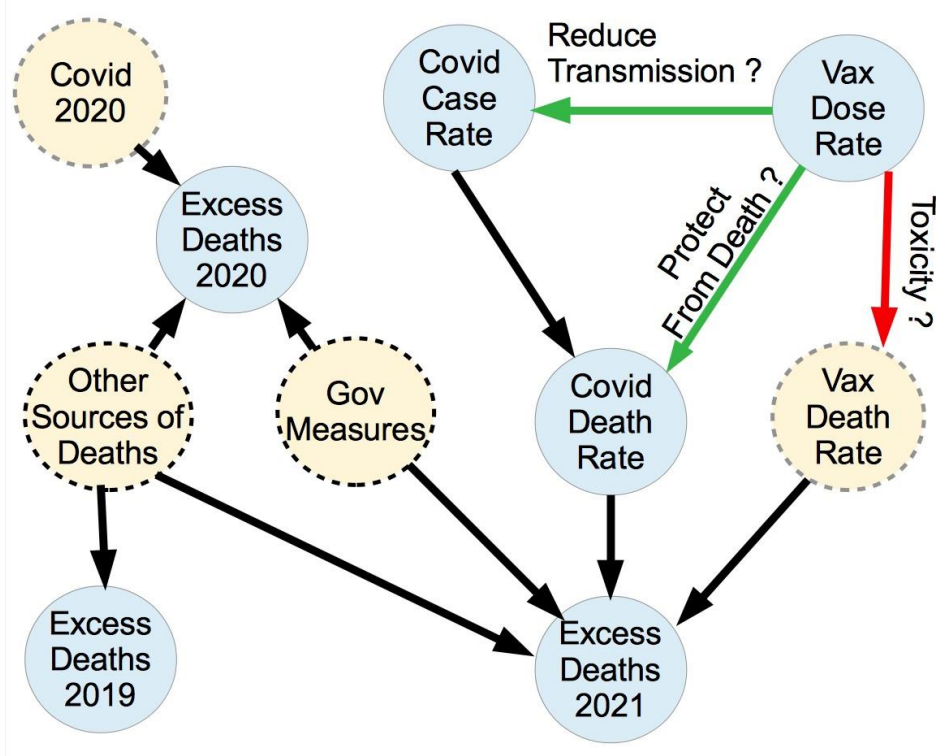 Covid
2020
Excess
Deaths
2020
Other
Sources of
Deaths
Gov
Measures
Excess
Deaths
2019
Covid
Case
Rate
Reduce
Transmission ?
Vax
Dose
Rate
Protect
From Death ?
Toxicity ?
Covid
Death
Rate
Vax
Death
Rate
Excess
Deaths
2021